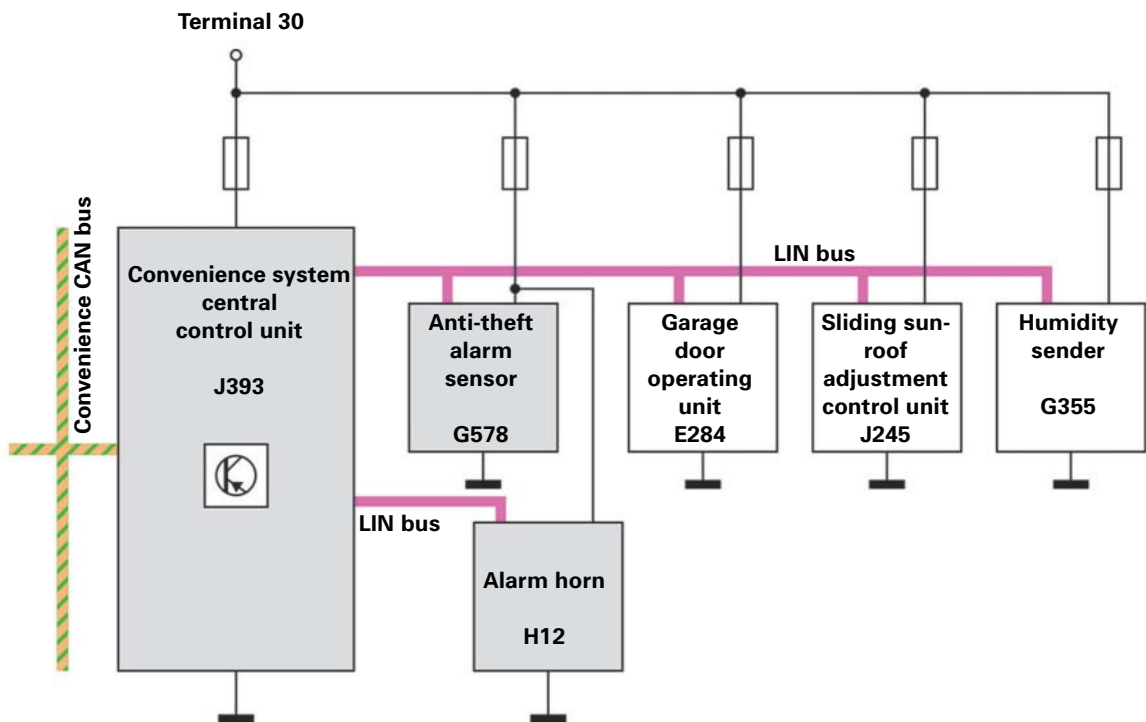 Terminal 30
Convenience CAN bus
LIN bus
Convenience system
central
control unit
J393
Anti-theft
alarm
sensor
G578
Garage
door
operating
unit
E284
Sliding sun-
roof
adjustment
control unit
J245
Humidity
sender
G355
LIN bus
Alarm horn
H12